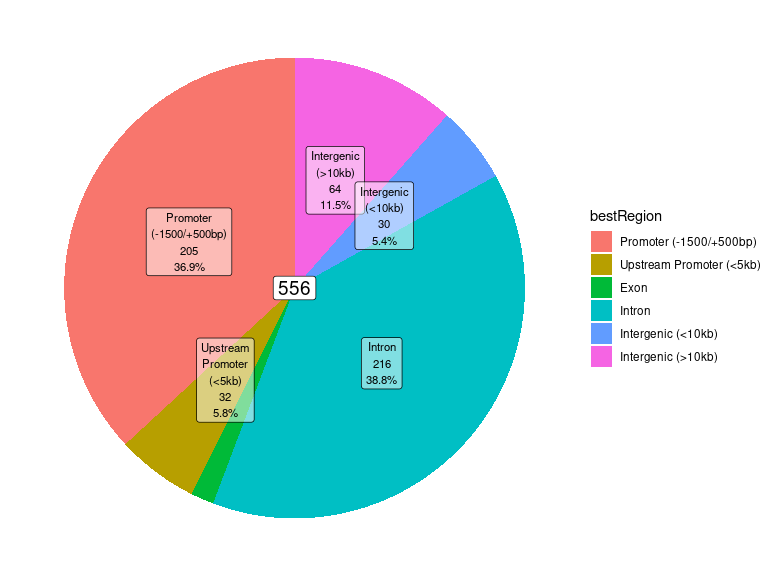 Intergenic
(>10kb)
64
11.5%
Intergenic
(<10kb)
30
5.4%
Promoter
(-1500/+500bp)
205
36.9%
556
Upstream
Promoter
(<5kb)
32
5.8%
Intron
216
38.8%
bestRegion
Promoter (-1500/+500bp)
Upstream Promoter (<5kb)
Exon
Intron
Intergenic (<10kb)
Intergenic (>10kb)